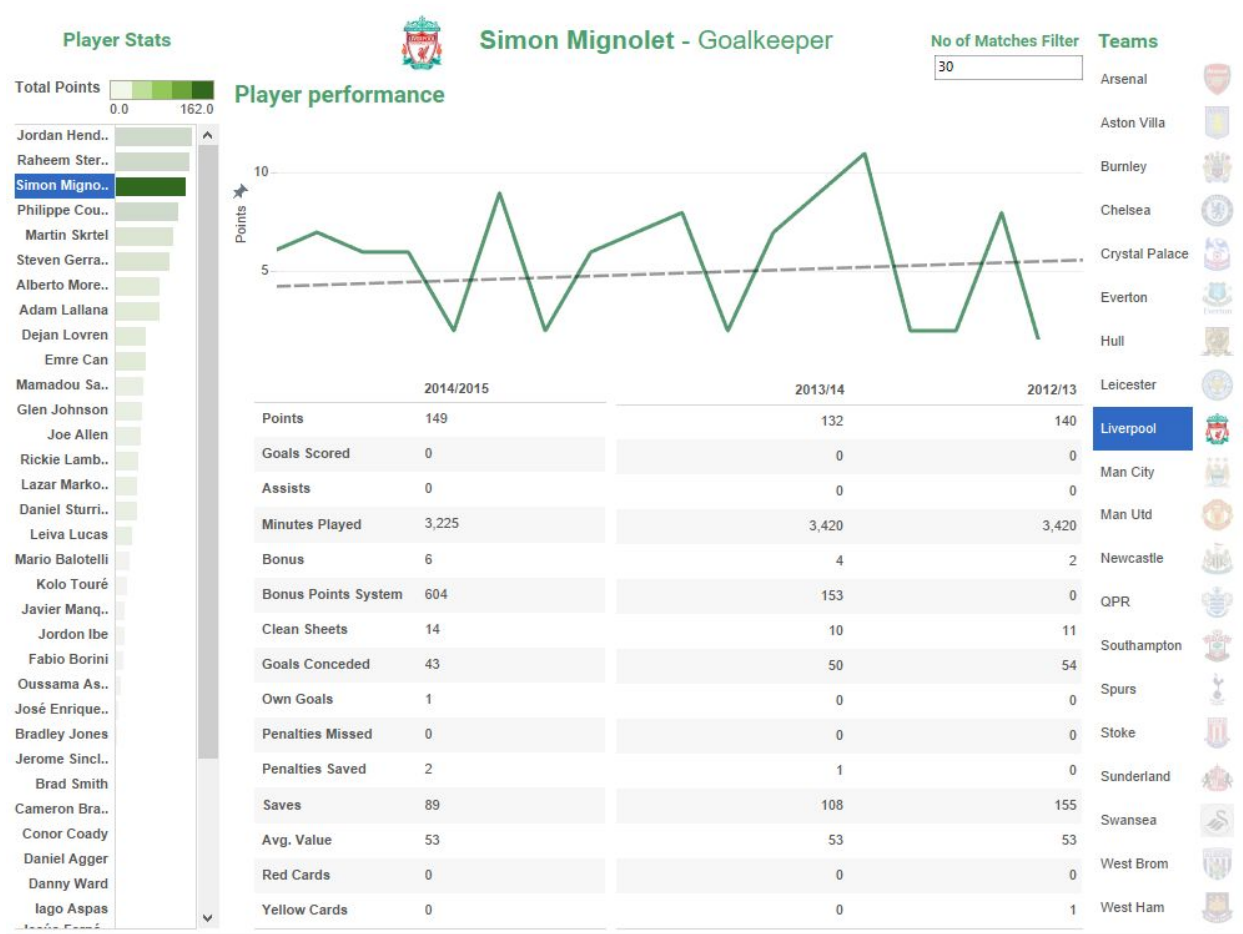 Player Stats
Simon Mignolet - Goalkeeper
No of Matches Filter
30
Teams
Total Points
0.0 162.0
Player performance
Jordan Hend..
Raheem Ster..
Simon Migno..
Philippe Cou..
Martin Skrtel
Steven Gerra..
Alberto More..
Adam Lallana
Dejan Lovren
Emre Can
Mamadou Sa..
Glen Johnson
Joe Allen
Rickie Lamb..
Lazar Marko..
Daniel Sturri..
Leiva Lucas
Mario Balotelli
Kolo Touré
Javier Manq..
Jordon Ibe
Fabio Borini
Oussama As..
José Enrique..
Bradley Jones
Jerome Sincl..
Brad Smith
Cameron Bra..
Conor Coady
Daniel Agger
Danny Ward
Iago Aspas
Points
10
5
2014/2015 2013/14 2012/13
Points 149 132 140
Goals Scored 0 0 0
Assists 0 0 0
Minutes Played 3,225 3,420 3,420
Bonus 6 4 2
Bonus Points System 604 153 0
Clean Sheets 14 10 11
Goals Conceded 43 50 54
Own Goals 1 0 0
Penalties Missed 0 0 0
Penalties Saved 2 1 0
Saves 89 108 155
Avg. Value 53 53 53
Red Cards 0 0 0
Yellow Cards 0 0 1
Arsenal
Aston Villa
Burnley
Chelsea
Crystal Palace
Everton
Hull
Leicester
Liverpool
Man City
Man Utd
Newcastle
QPR
Southampton
Spurs
Stoke
Sunderland
Swansea
West Brom
West Ham